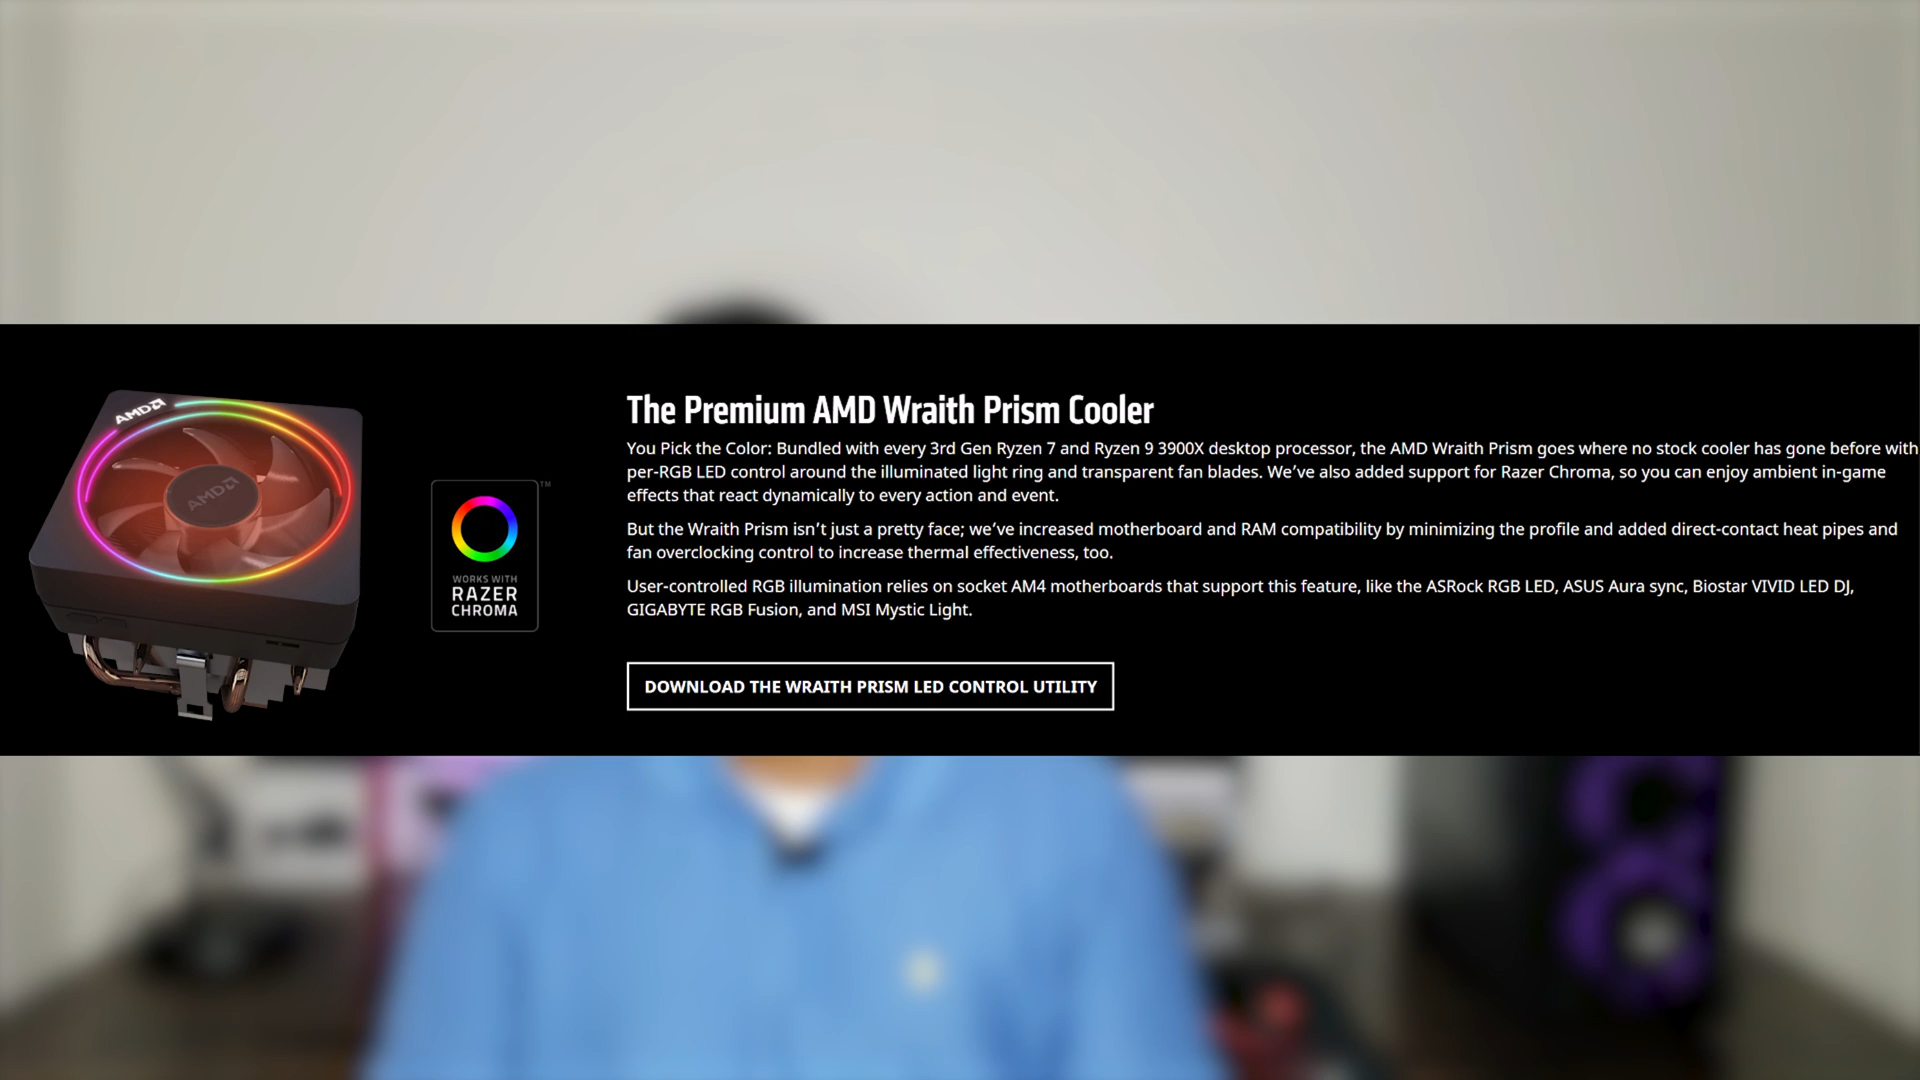 AMD
AMD
TM
WORKS WITH
RAZER
CHROMA
The Premium AMD Wraith Prism Cooler
You Pick the Color: Bundled with every 3rd Gen Ryzen 7 and Ryzen 9 3900X desktop processor, the AMD Wraith Prism goes where no stock cooler has gone before with
per-RGB LED control around the illuminated light ring and transparent fan blades. We’ve also added support for Razer Chroma, so you can enjoy ambient in-game
effects that react dynamically to every action and event.
But the Wraith Prism isn’t just a pretty face; we’ve increased motherboard and RAM compatibility by minimizing the profile and added direct-contact heat pipes and
fan overclocking control to increase thermal effectiveness, too.
User-controlled RGB illumination relies on socket AM4 motherboards that support this feature, like the ASRock RGB LED, ASUS Aura sync, Biostar VIVID LED DJ,
GIGABYTE RGB Fusion, and MSI Mystic Light.
DOWNLOAD THE WRAITH PRISM LED CONTROL UTILITY